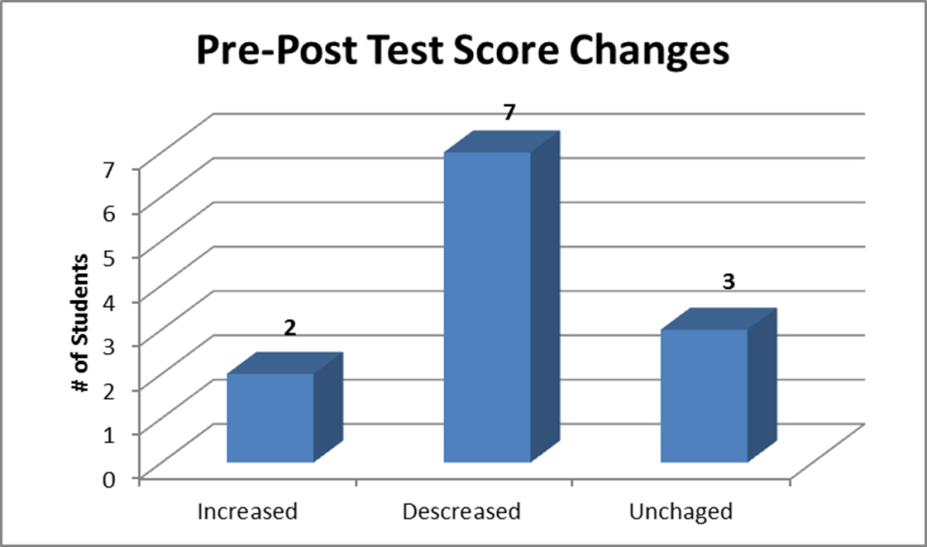 Pre-Post Test Score Changes
7
7
6
5
4
3
2
1
0
# of Students
2
3
Increased
Descreased
Unchaged